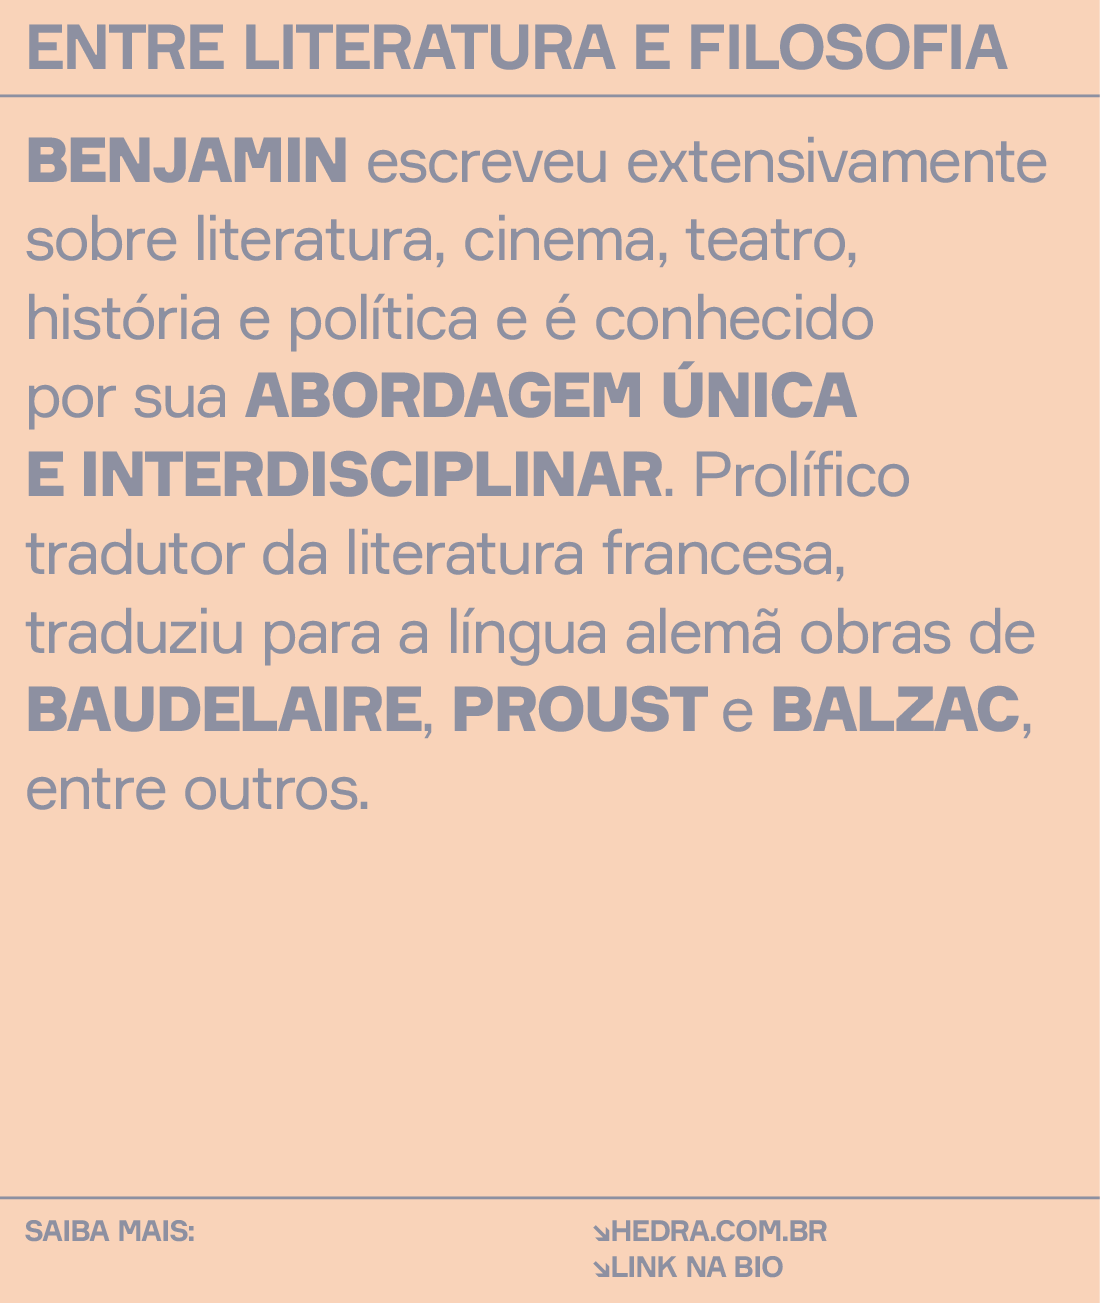 ENTRE LITERATURA E FILOSOFIA
BENJAMIN escreveu extensivamente
sobre literatura, cinema, teatro,
história e política e é conhecido
por sua ABORDAGEM ÚNICA
E INTERDISCIPLINAR. Prolífico
tradutor da literatura francesa,
traduziu para a língua alemã obras de
BAUDELAIRE, PROUST e BALZAC,
entre outros.
SAIBA MAIS:
↘HEDRA.COM.BR
↘LINK NA BIO